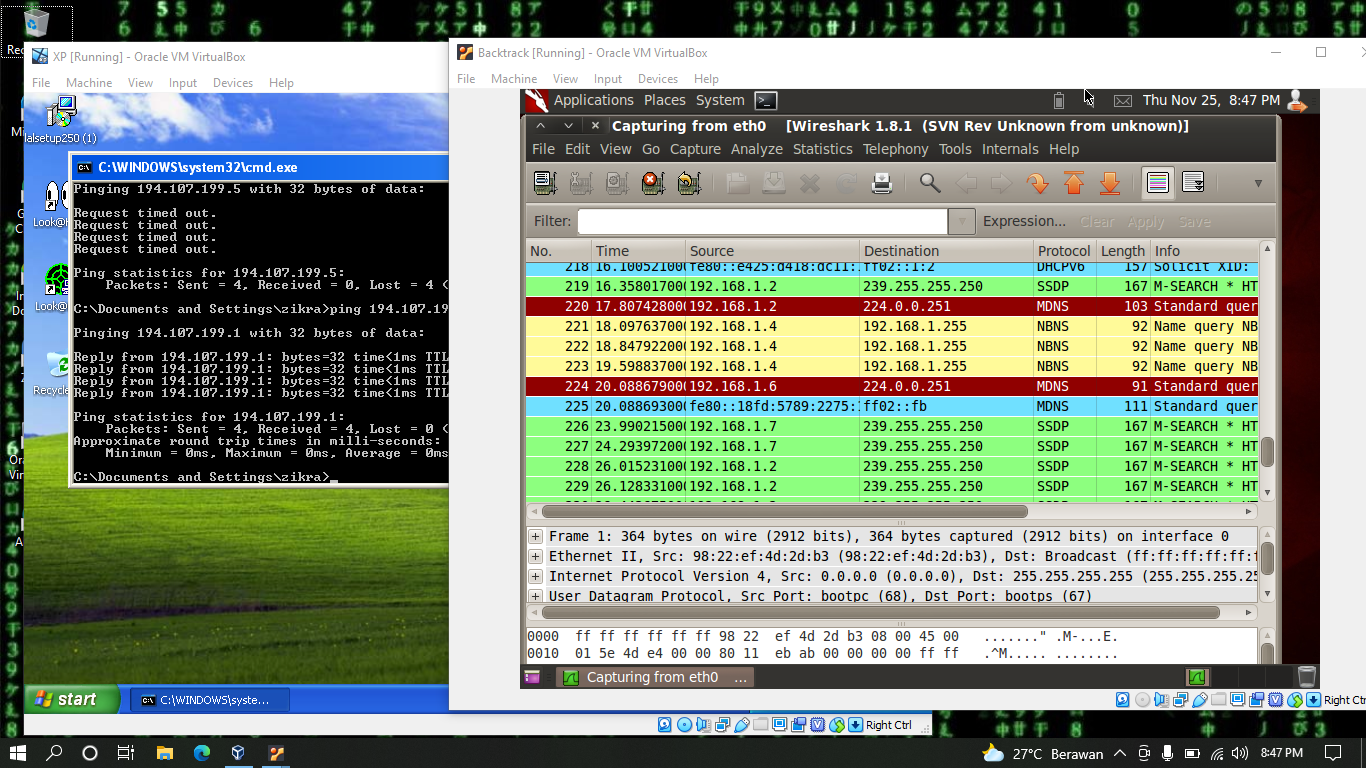 XP [Running] - Oracle VM VirtualBox
File Machine View Input Devices Help
alsetup250 (1)
C:\WINDOWS\system32\cmd.exe
Pinging 194.107.199.5 with 32 bytes of data:
Request timed out.
Request timed out.
Request timed out.
Request timed out.
Ping statistics for 194.107.199.5:
Packets: Sent = 4, Received = 0, Lost = 4 (
C:\Documents and Settings\zikra>ping 194.107.19
Pinging 194.107.199.1 with 32 bytes of data:
Reply from 194.107.199.1: bytes=32 time<1ms TTL
Reply from 194.107.199.1: bytes=32 time<1ms TTL
Reply from 194.107.199.1: bytes=32 time<1ms TTL
Reply from 194.107.199.1: bytes=32 time<1ms TTL
Ping statistics for 194.107.199.1:
Packets: Sent = 4, Received = 4, Lost = 0 (
Approximate round trip times in milli-seconds:
Minimum = 0ms, Maximum = 0ms, Average = 0ms
C:\Documents and Settings\zikra>_
Look@
Look@
Recycle
start
C:\WINDOWS\syste...
Right Ctrl
Backtrack [Running] - Oracle VM VirtualBox
File Machine View Input Devices Help
Applications Places System
Thu Nov 25, 8:47 PM
Capturing from eth0 [Wireshark 1.8.1 (SVN Rev Unknown from unknown)]
File Edit View Go Capture Analyze Statistics Telephony Tools Internals Help
Filter: Expression... Clear Apply Save
No. Time Source Destination Protocol Length Info
218 16.100521000 fe80::e425:d418:dc11:: ff02::1:2 DHCPv6 157 Solicit XID:
219 16.358017000 192.168.1.2 239.255.255.250 SSDP 167 M-SEARCH * HT
220 17.807428000 192.168.1.2 224.0.0.251 MDNS 103 Standard quer
221 18.097637000 192.168.1.4 192.168.1.255 NBNS 92 Name query NB
222 18.847922000 192.168.1.4 192.168.1.255 NBNS 92 Name query NB
223 19.598837000 192.168.1.4 192.168.1.255 NBNS 92 Name query NB
224 20.088679000 192.168.1.6 224.0.0.251 MDNS 91 Standard quer
225 20.088693000 fe80::18fd:5789:2275:: ff02::fb MDNS 111 Standard quer
226 23.990215000 192.168.1.7 239.255.255.250 SSDP 167 M-SEARCH * HT
227 24.293972000 192.168.1.7 239.255.255.250 SSDP 167 M-SEARCH * HT
228 26.015231000 192.168.1.2 239.255.255.250 SSDP 167 M-SEARCH * HT
229 26.128331000 192.168.1.2 239.255.255.250 SSDP 167 M-SEARCH * HT
Frame 1: 364 bytes on wire (2912 bits), 364 bytes captured (2912 bits) on interface 0
Ethernet II, Src: 98:22:ef:4d:2d:b3 (98:22:ef:4d:2d:b3), Dst: Broadcast (ff:ff:ff:ff:ff:f
Internet Protocol Version 4, Src: 0.0.0.0 (0.0.0.0), Dst: 255.255.255.255 (255.255.25
User Datagram Protocol, Src Port: bootpc (68), Dst Port: bootps (67)
0000 ff ff ff ff ff ff 98 22 ef 4d 2d b3 08 00 45 00 ......." .M-...E.
0010 01 5e 4d e4 00 00 80 11 eb ab 00 00 00 00 ff ff .^M..... ........
Capturing from eth0 ...
Right Ctrl
27°C Berawan 8:47 PM